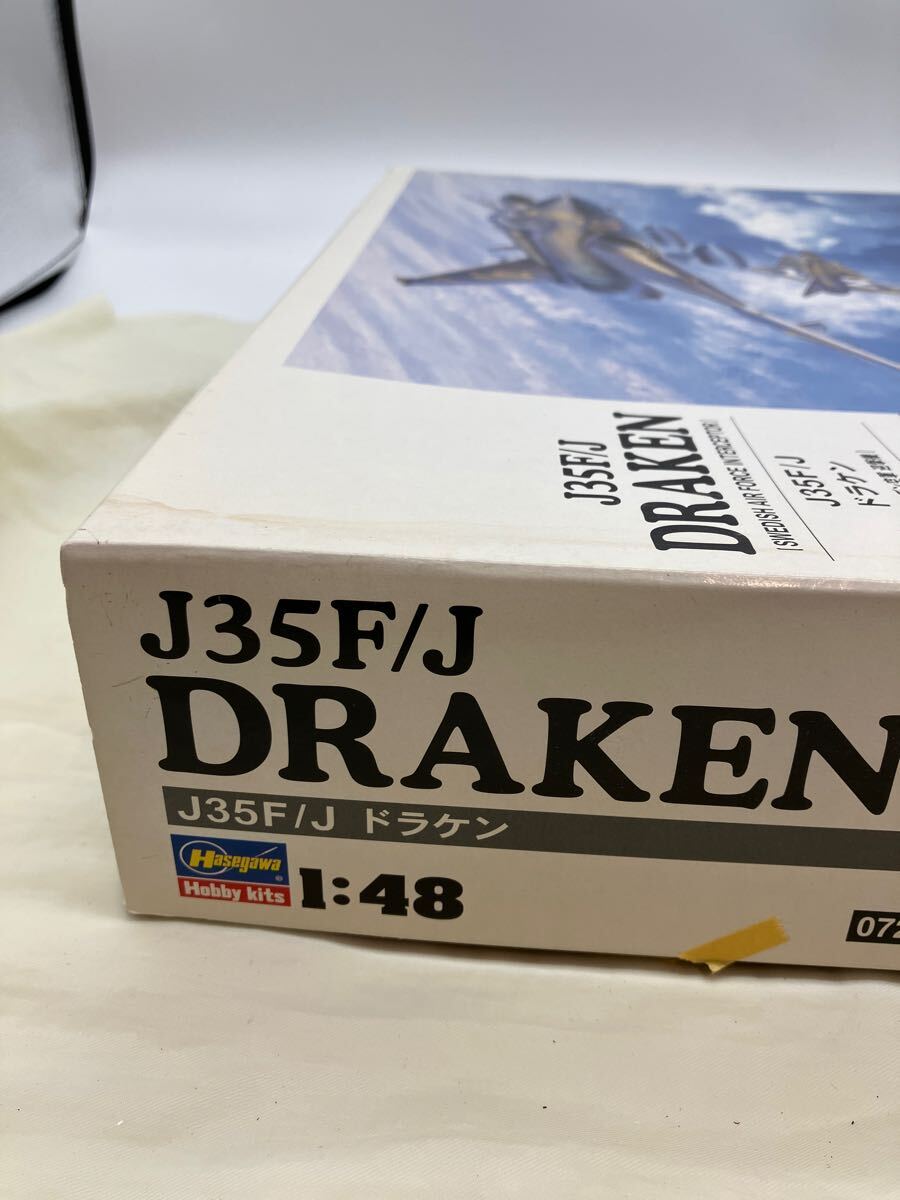 J35F/J
DRAKEN
(SWEDISH AIR FORCE INTERCEPTOR)
J35F/J
ドラケン
J35F/J
DRAKEN
J35F/J ドラケン
Hasegawa
Hobby kits
1:48
072